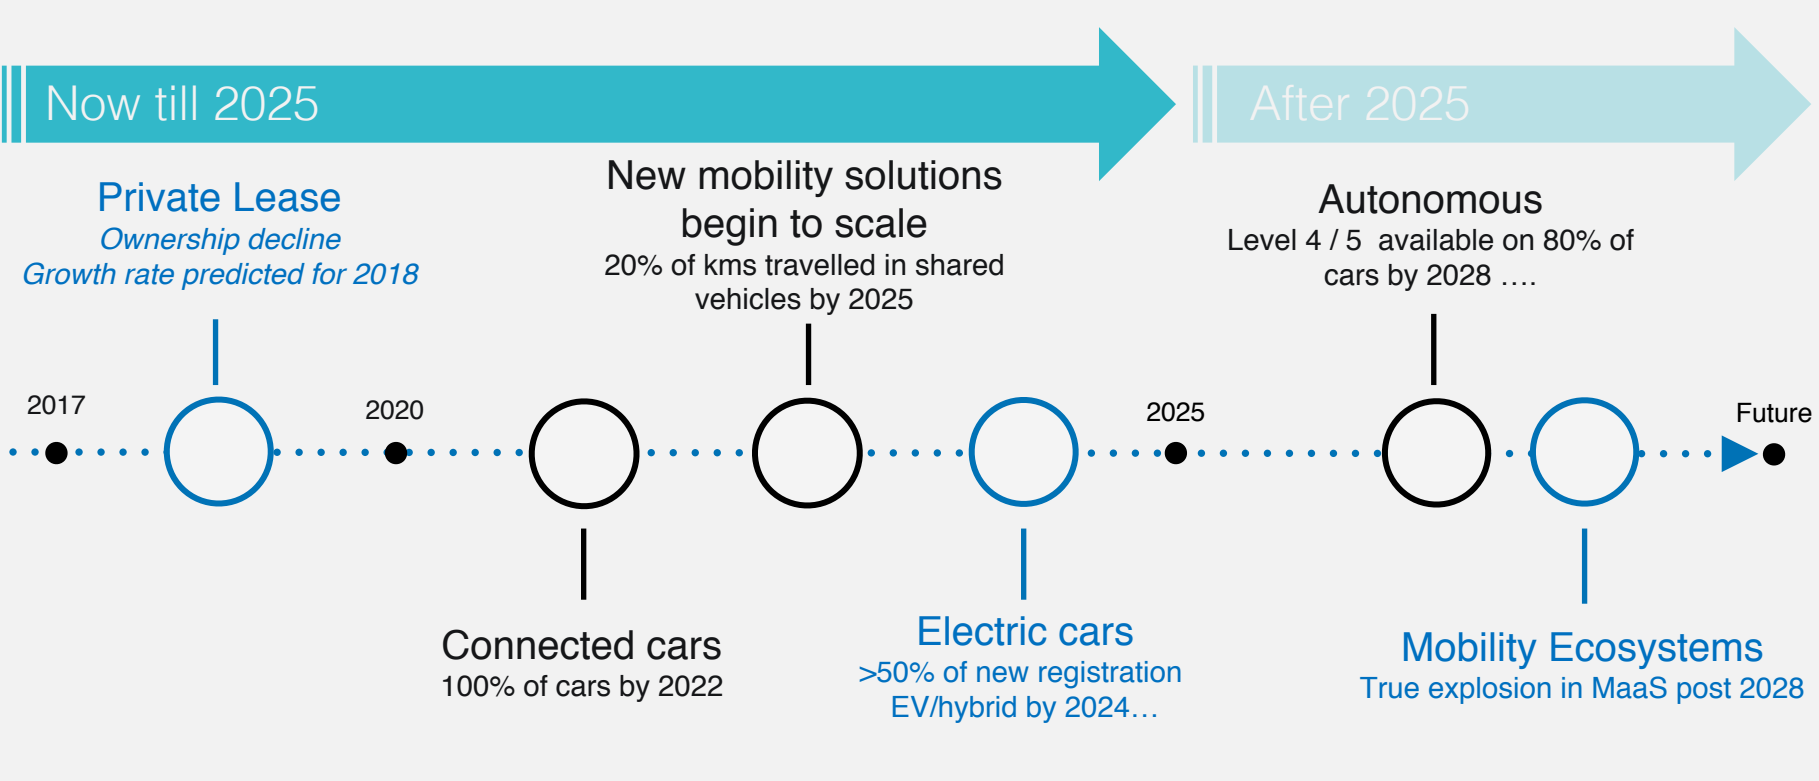 Now till 2025
After 2025
Private Lease
Ownership decline
Growth rate predicted for 2018
New mobility solutions
begin to scale
20% of kms travelled in shared
vehicles by 2025
Autonomous
Level 4 / 5 available on 80% of
cars by 2028 ….
2017
2020
2025
Future
Connected cars
100% of cars by 2022
Electric cars
>50% of new registration
EV/hybrid by 2024…
Mobility Ecosystems
True explosion in MaaS post 2028